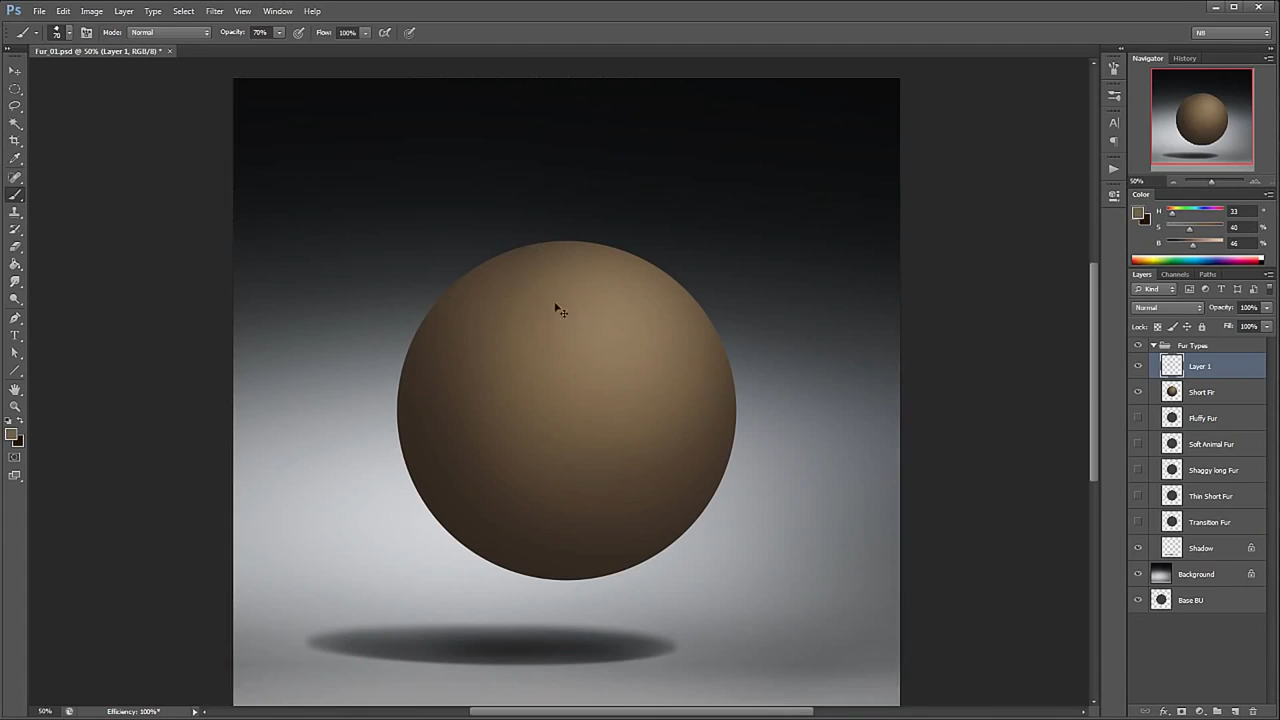 Ps File Edit Image Layer Type Select Filter View Window Help
70 Mode: Normal Opacity: 70% Flow: 100% NB
Fur_01.psd @ 50% (Layer 1, RGB/8) * ×
Navigator History
50%
Color
H 33 °
S 40 %
B 46 %
Layers Channels Paths
Kind
Normal Opacity: 100%
Lock: Fill: 100%
Fur Types
Layer 1
Short Fir
Fluffy Fur
Soft Animal Fur
Shaggy long Fur
Thin Short Fur
Transition Fur
Shadow
Background
Base BU
50% Efficiency: 100%*